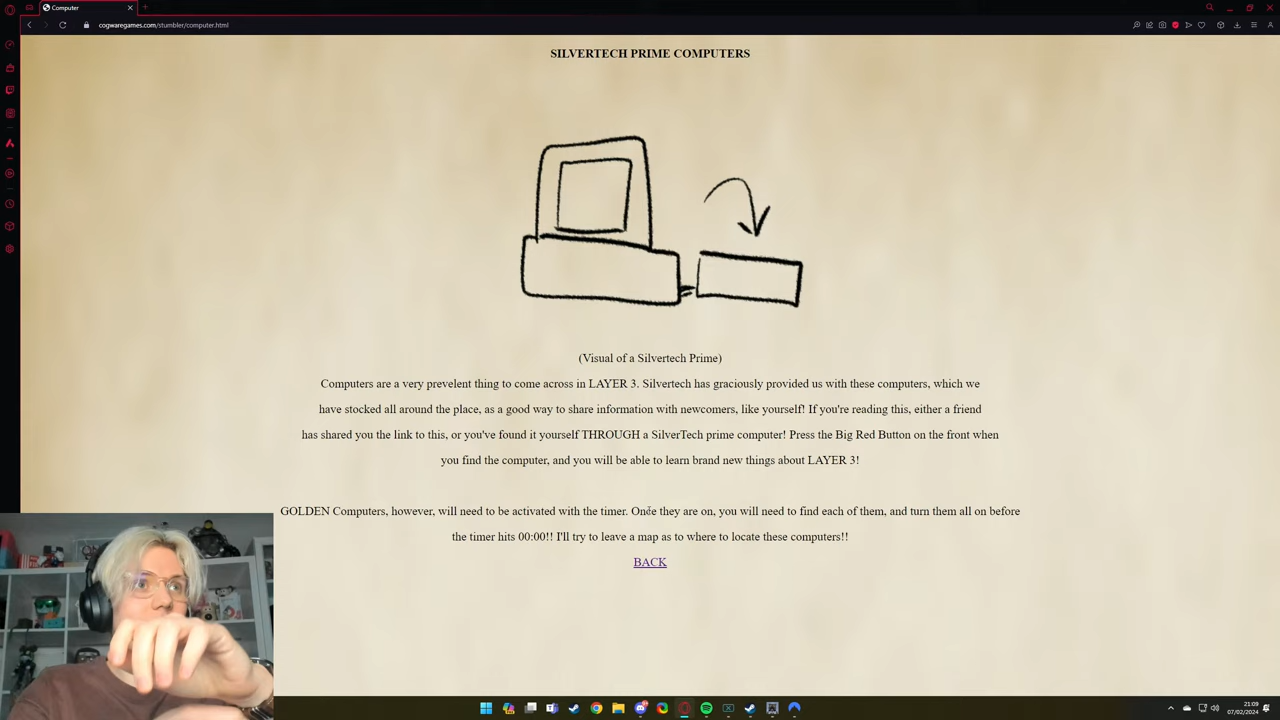 Computer
cogwaregames.com/stumbler/computer.html
SILVERTECH PRIME COMPUTERS
(Visual of a Silvertech Prime)
Computers are a very prevelent thing to come across in LAYER 3. Silvertech has graciously provided us with these computers, which we
have stocked all around the place, as a good way to share information with newcomers, like yourself! If you're reading this, either a friend
has shared you the link to this, or you've found it yourself THROUGH a SilverTech prime computer! Press the Big Red Button on the front when
you find the computer, and you will be able to learn brand new things about LAYER 3!
GOLDEN Computers, however, will need to be activated with the timer. Once they are on, you will need to find each of them, and turn them all on before
the timer hits 00:00!! I'll try to leave a map as to where to locate these computers!!
BACK
21:09
07/02/2024